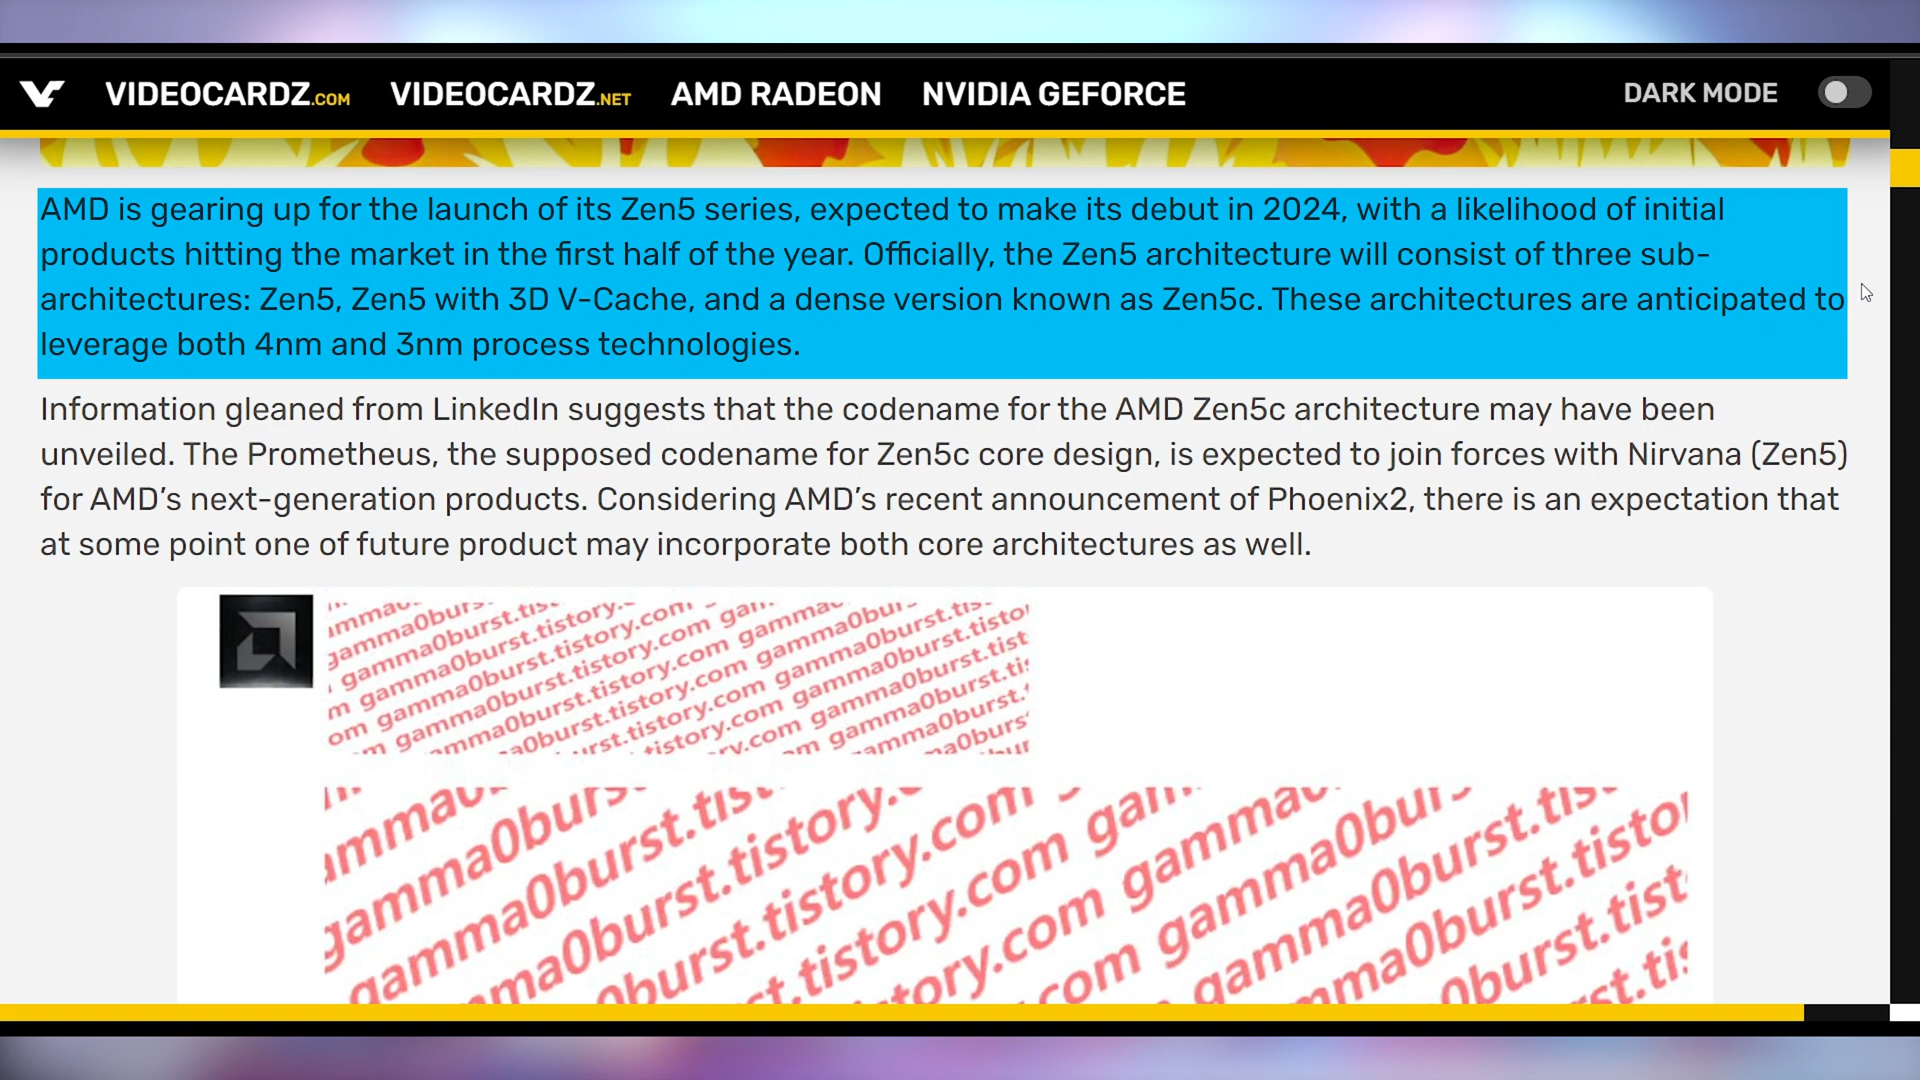 VIDEOCARDZ.COM VIDEOCARDZ.NET AMD RADEON NVIDIA GEFORCE DARK MODE
AMD is gearing up for the launch of its Zen5 series, expected to make its debut in 2024, with a likelihood of initial
products hitting the market in the first half of the year. Officially, the Zen5 architecture will consist of three sub-
architectures: Zen5, Zen5 with 3D V-Cache, and a dense version known as Zen5c. These architectures are anticipated to
leverage both 4nm and 3nm process technologies.
Information gleaned from LinkedIn suggests that the codename for the AMD Zen5c architecture may have been
unveiled. The Prometheus, the supposed codename for Zen5c core design, is expected to join forces with Nirvana (Zen5)
for AMD’s next-generation products. Considering AMD’s recent announcement of Phoenix2, there is an expectation that
at some point one of future product may incorporate both core architectures as well.
gamma0burst.tistory.com gamma0burst.tistory.com
gamma0burst.tistory.com gamma0burst.tistory.com